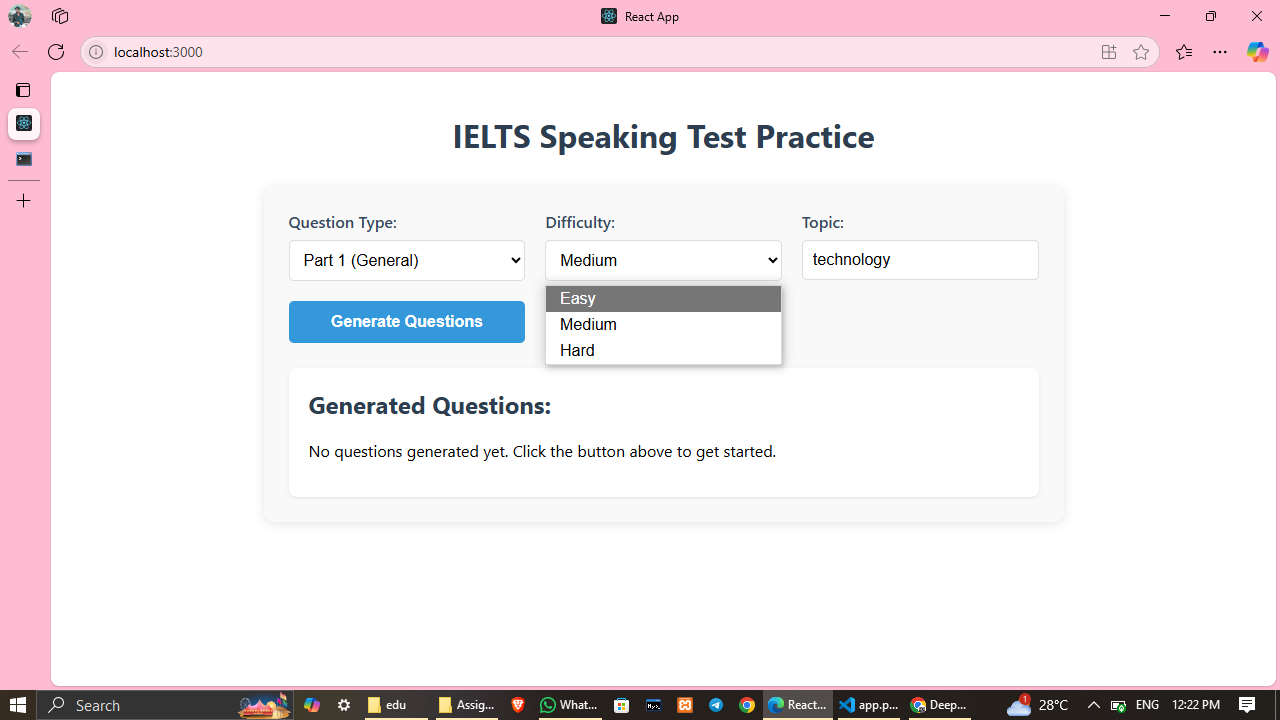 React App
localhost:3000
IELTS Speaking Test Practice
Question Type:
Difficulty:
Topic:
Part 1 (General)
Medium
technology
Easy
Medium
Hard
Generate Questions
Generated Questions:
No questions generated yet. Click the button above to get started.
Search
edu
Assig...
What...
React...
app.p...
Deep...
1
28°C
ENG
12:22 PM